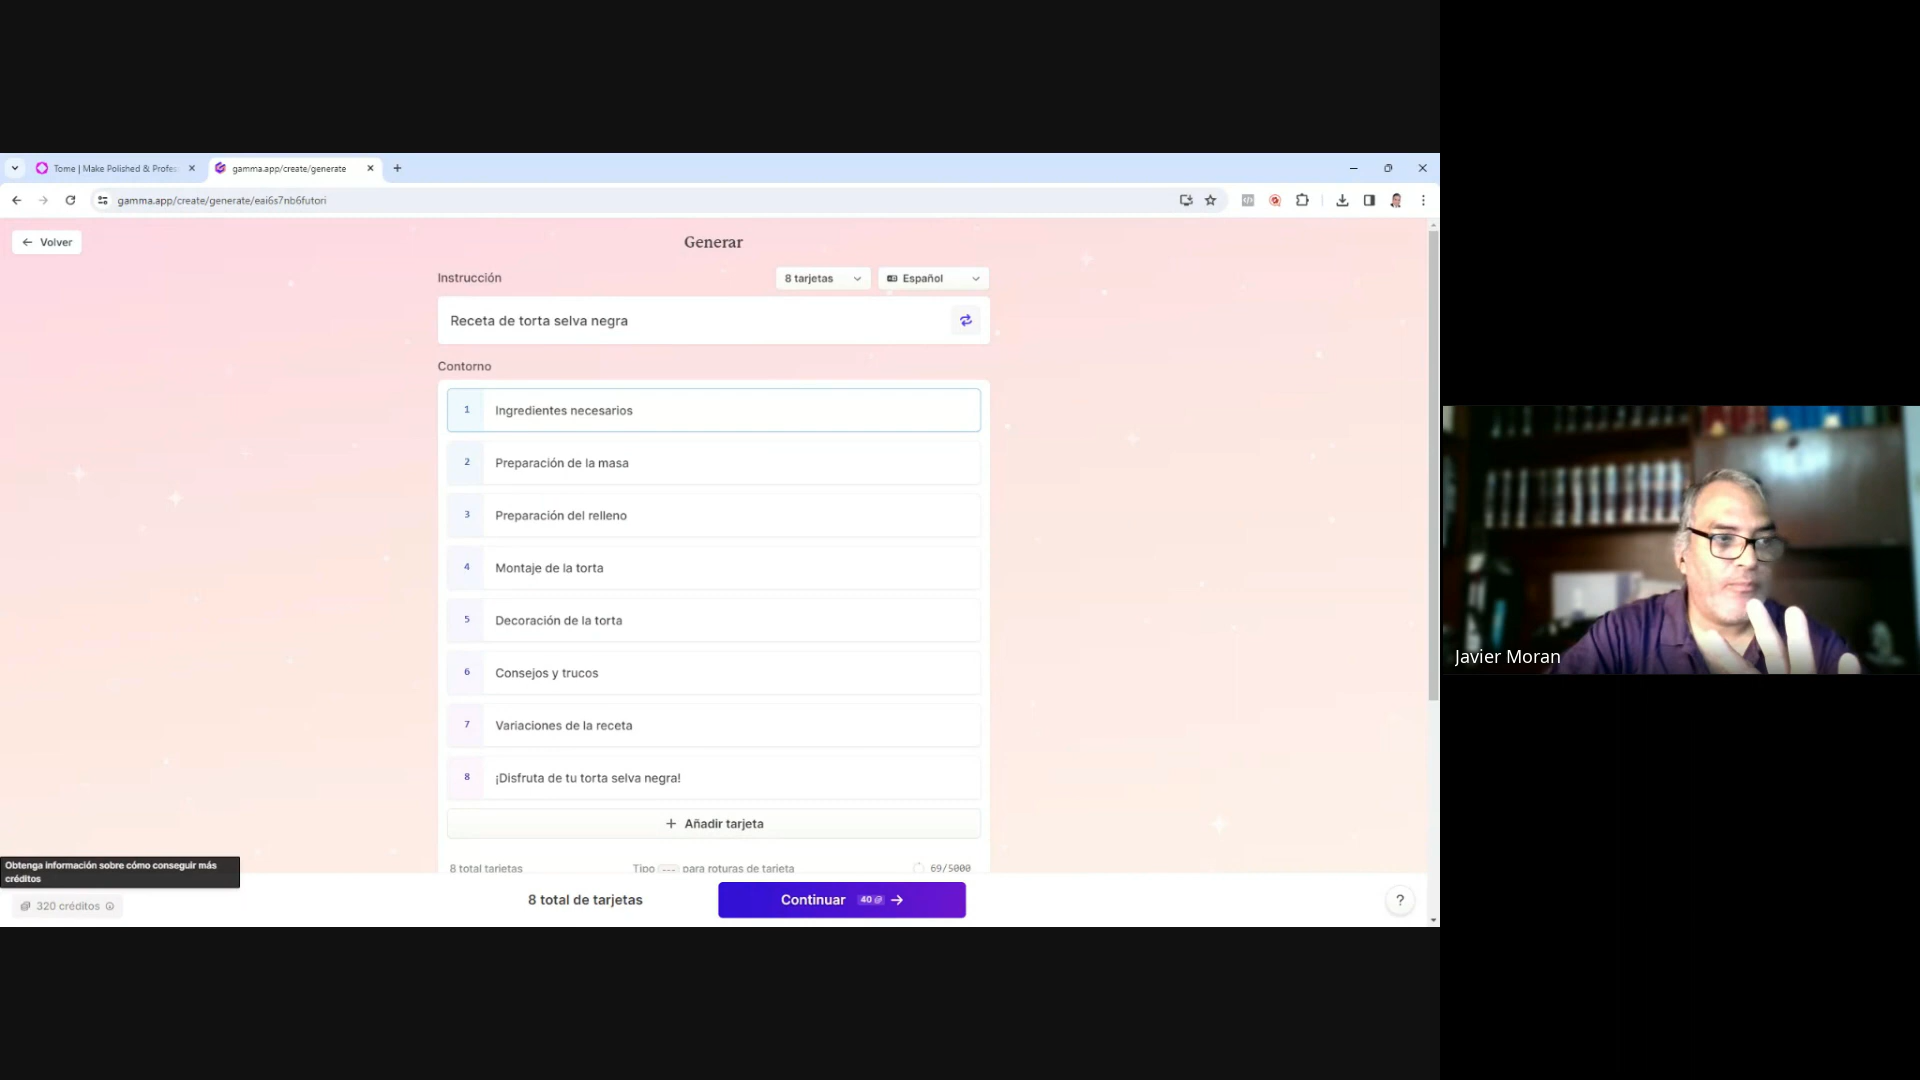 Tome | Make Polished & Profes
gamma.app/create/generate
gamma.app/create/generate/eai6s7nb6futori
Volver
Generar
Instrucción
8 tarjetas
Español
Receta de torta selva negra
Contorno
1 Ingredientes necesarios
2 Preparación de la masa
3 Preparación del relleno
4 Montaje de la torta
5 Decoración de la torta
6 Consejos y trucos
7 Variaciones de la receta
8 ¡Disfruta de tu torta selva negra!
+ Añadir tarjeta
8 total tarjetas
Tipo --- para roturas de tarjeta
69/5000
Obtenga información sobre cómo conseguir más
créditos
320 créditos
8 total de tarjetas
Continuar 40
?
Javier Moran